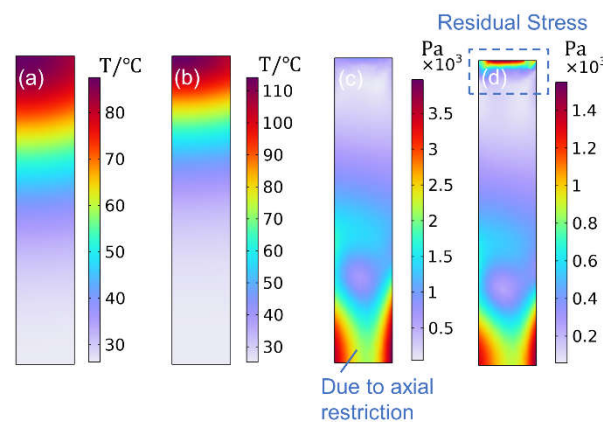 Residual Stress
T/°C
T/°C
Pa
×10³
Pa
×10³
(a)
(b)
(c)
(d)
80
70
60
50
40
30
110
100
90
80
70
60
50
40
30
3.5
3
2.5
2
1.5
1
0.5
1.4
1.2
1
0.8
0.6
0.4
0.2
Due to axial
restriction